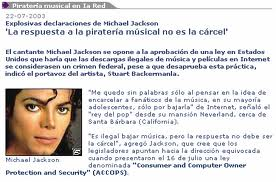 Piratería musical en la Red
22-07-2003
Explosivas declaraciones de Michael Jackson
'La respuesta a la piratería músical no es la cárcel'
El cantante Michael Jackson se opone a la aprobación de una ley en Estados
Unidos que haría que las descargas ilegales de música y películas en Internet
se considerasen un crimen federal, pese a que desaprueba esta práctica,
indicó el portavoz del artista, Stuart Backermanla.
"Me quedo sin palabras sólo al pensar en la idea de
encarcelar a fanáticos de la música, en su mayoría
adolescentes, sólo por bajarla" de Internet, señaló el
"rey del pop" desde su mansión Neverland, cerca de
Santa Bárbara (California).
"Es ilegal bajar música, pero la respuesta no debe ser
la cárcel", agregó Jackson, que cree que los
legisladores apuntan hacia la dirección equivocada
cuando presentaron el 16 de julio una ley
denominada "Consumer and Computer Owner
Protection and Security" (ACCOPS).
Michael Jackson